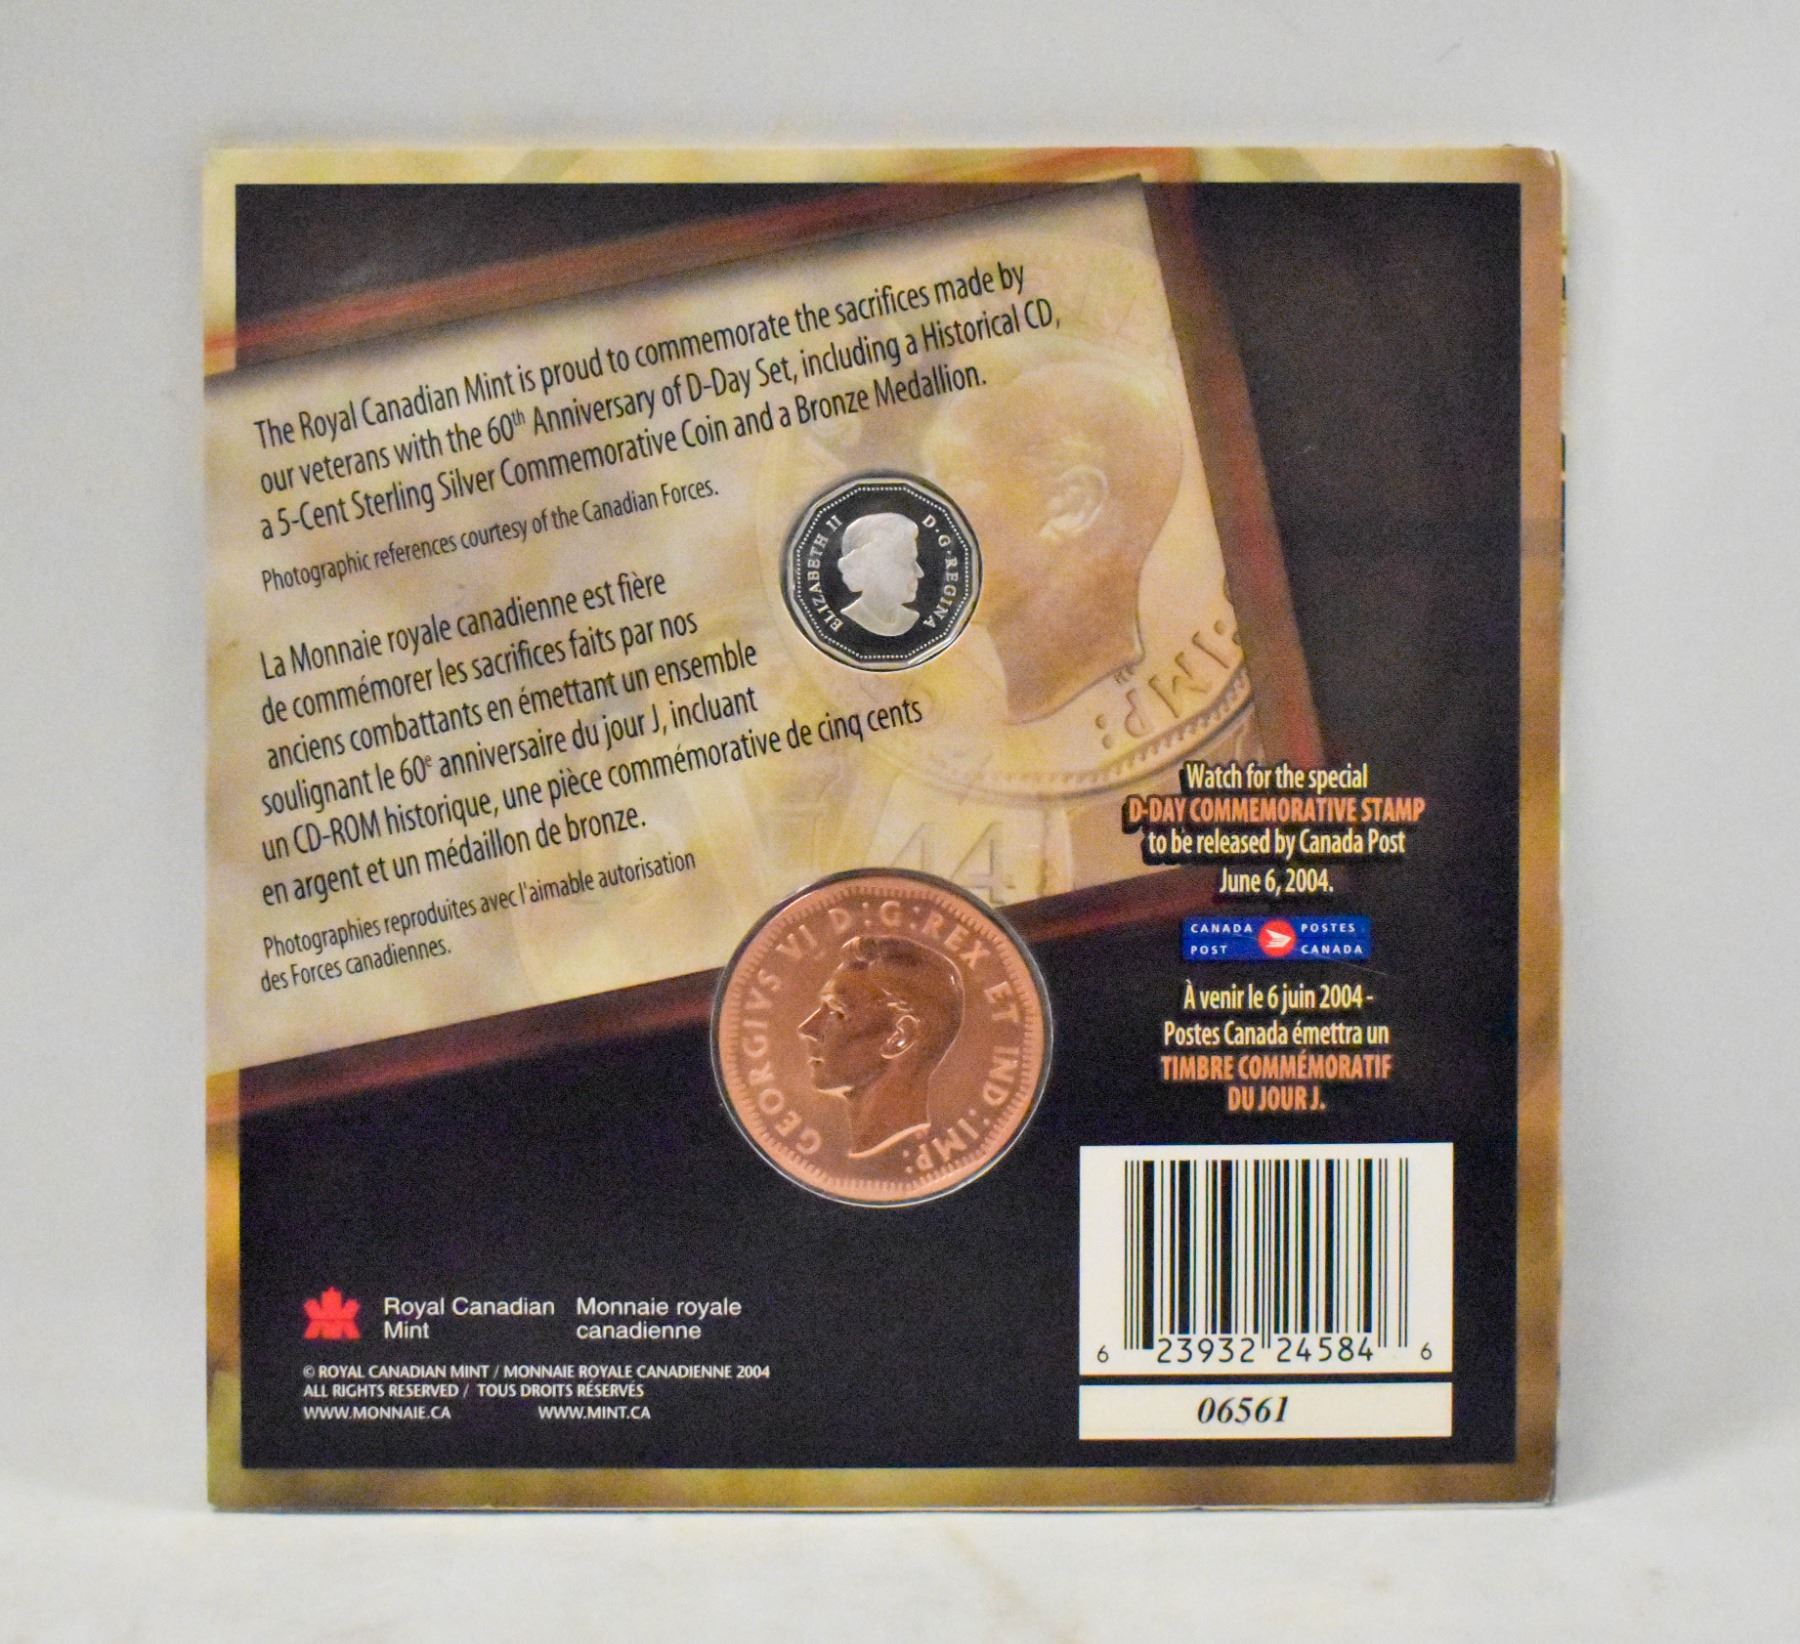 The Royal Canadian Mint is proud to commemorate the sacrifices made by
our veterans with the 60th Anniversary of D-Day Set, including a Historical CD,
a 5-Cent Sterling Silver Commemorative Coin and a Bronze Medallion.
Photographic references courtesy of the Canadian Forces.
La Monnaie royale canadienne est fière
de commémorer les sacrifices faits par nos
anciens combattants en émettant un ensemble
soulignant le 60e anniversaire du jour J, incluant
un CD-ROM historique, une pièce commémorative de cinq cents
en argent et un médaillon de bronze.
Photographies reproduites avec l'aimable autorisation
des Forces canadiennes.
ELIZABETH II D·G·REGINA
:IMP:
44
GEORGIVS VI D:G:REX ET IND:IMP:
Watch for the special
D-DAY COMMEMORATIVE STAMP
to be released by Canada Post
June 6, 2004.
CANADA POSTES
POST CANADA
À venir le 6 juin 2004 -
Postes Canada émettra un
TIMBRE COMMÉMORATIF
DU JOUR J.
6 23932 24584 6
06561
Royal Canadian Monnaie royale
Mint canadienne
© ROYAL CANADIAN MINT / MONNAIE ROYALE CANADIENNE 2004
ALL RIGHTS RESERVED / TOUS DROITS RÉSERVÉS
WWW.MONNAIE.CA WWW.MINT.CA